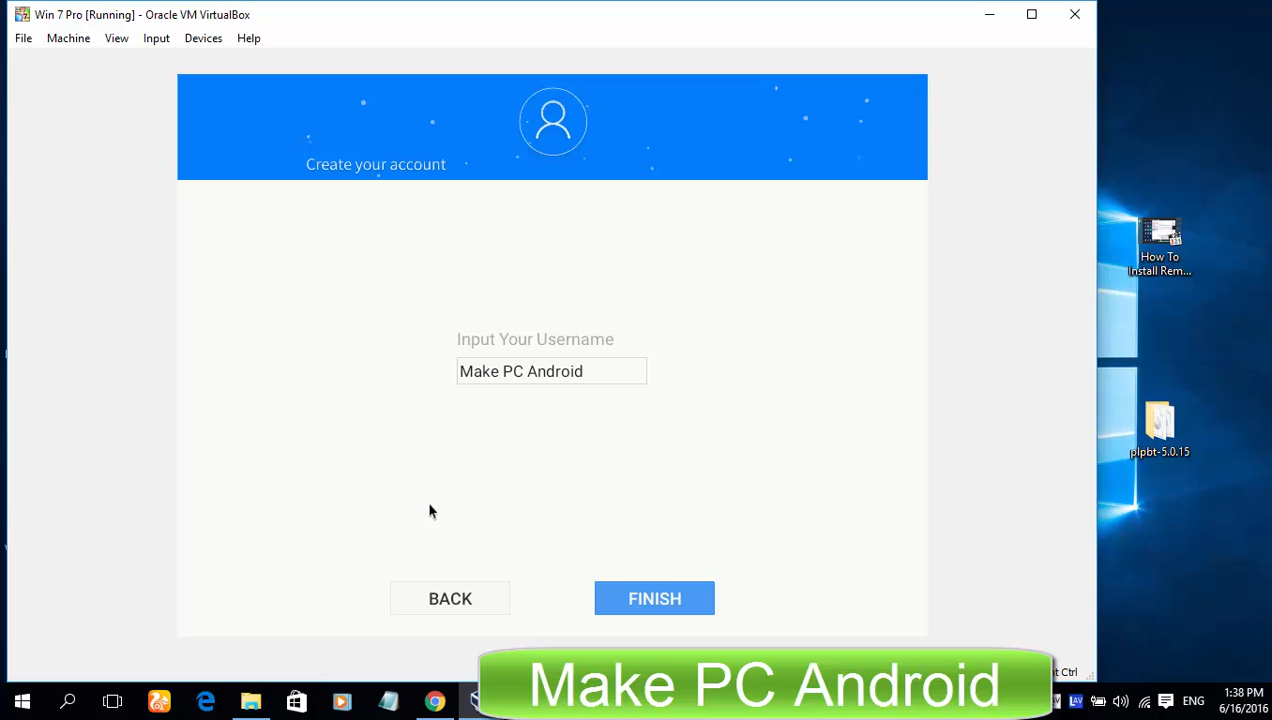 Win 7 Pro [Running] - Oracle VM VirtualBox
File Machine View Input Devices Help
Create your account
Input Your Username
Make PC Android
BACK FINISH
How To
Install Rem...
plpbt-5.0.15
Ctrl
Make PC Android
ENG
1:38 PM
6/16/2016